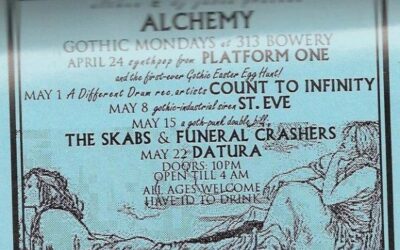 ALCHEMY
GOTHIC MONDAYS at 313 BOWERY
APRIL 24 synthpop from PLATFORM ONE
and the first-ever Gothic Easter Egg Hunt!
MAY 1 A Different Drum rec. artists COUNT TO INFINITY
MAY 8 gothic-industrial siren ST. EVE
MAY 15 a goth-punk double bill:
THE SKABS & FUNERAL CRASHERS
MAY 22 DATURA
DOORS: 10PM
OPEN TILL 4 AM
ALL AGES WELCOME
HAVE ID TO DRINK